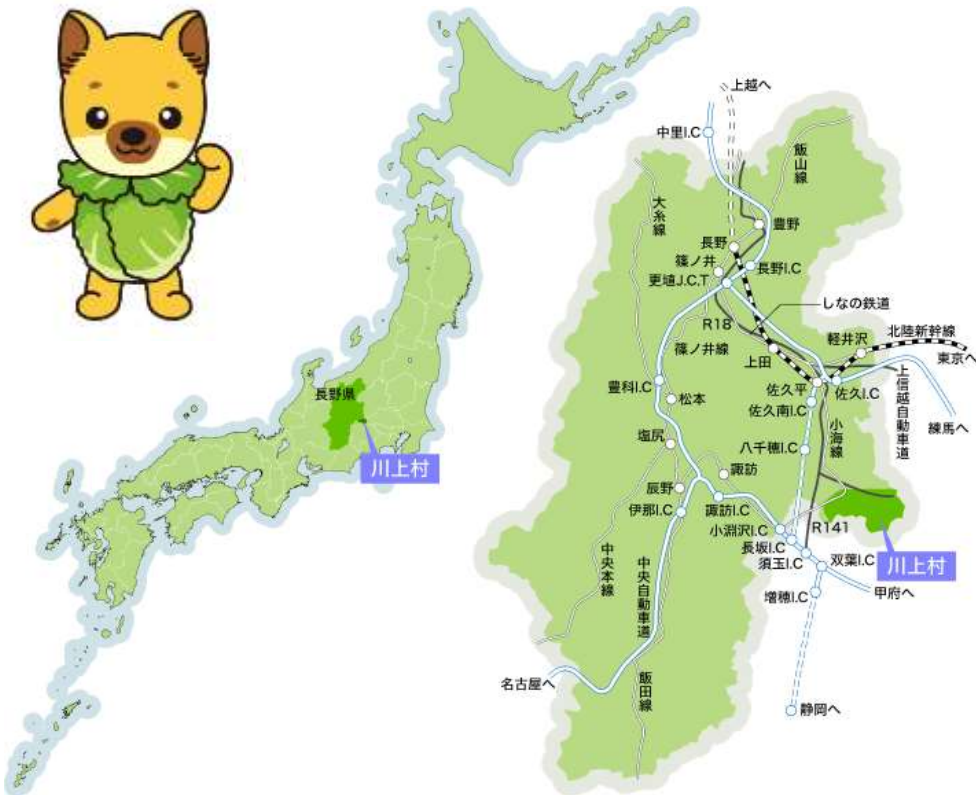 長野県
川上村
上越へ
中里I.C
飯山線
大糸線
豊野
長野
篠ノ井
長野I.C
更埴J.C.T
しなの鉄道
R18
北陸新幹線
軽井沢
篠ノ井線
上田
東京へ
豊科I.C
佐久平
佐久I.C
上信越自動車道
松本
佐久南I.C
小海線
練馬へ
塩尻
八千穂I.C
諏訪
辰野
伊那I.C
諏訪I.C
小淵沢I.C
R141
長坂I.C
須玉I.C
双葉I.C
川上村
中央本線
中央自動車道
増穂I.C
甲府へ
名古屋へ
飯田線
静岡へ